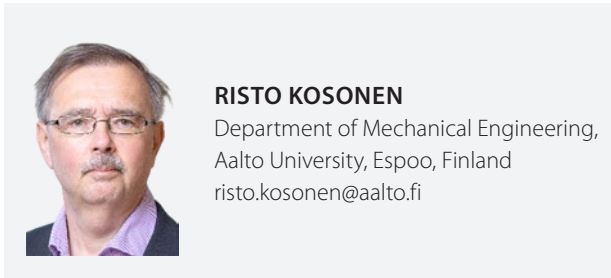 RISTO KOSONEN
Department of Mechanical Engineering,
Aalto University, Espoo, Finland
risto.kosonen@aalto.fi